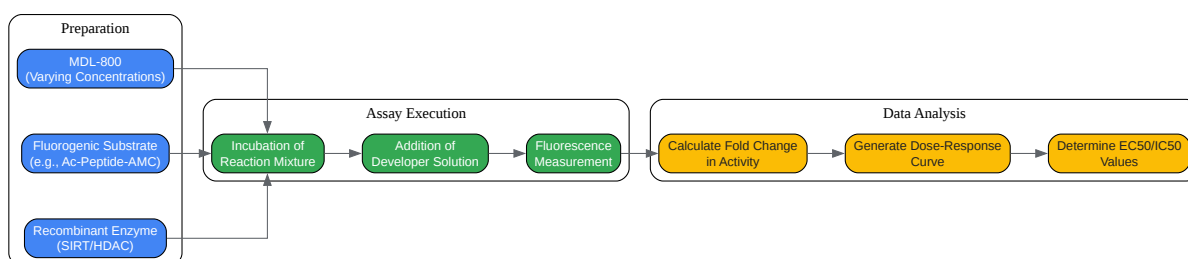 Preparation
MDL-800
(Varying Concentrations)
Fluorogenic Substrate
(e.g., Ac-Peptide-AMC)
Recombinant Enzyme
(SIRT/HDAC)
Assay Execution
Incubation of
Reaction Mixture
Addition of
Developer Solution
Fluorescence
Measurement
Data Analysis
Calculate Fold Change
in Activity
Generate Dose-Response
Curve
Determine EC50/IC50
Values